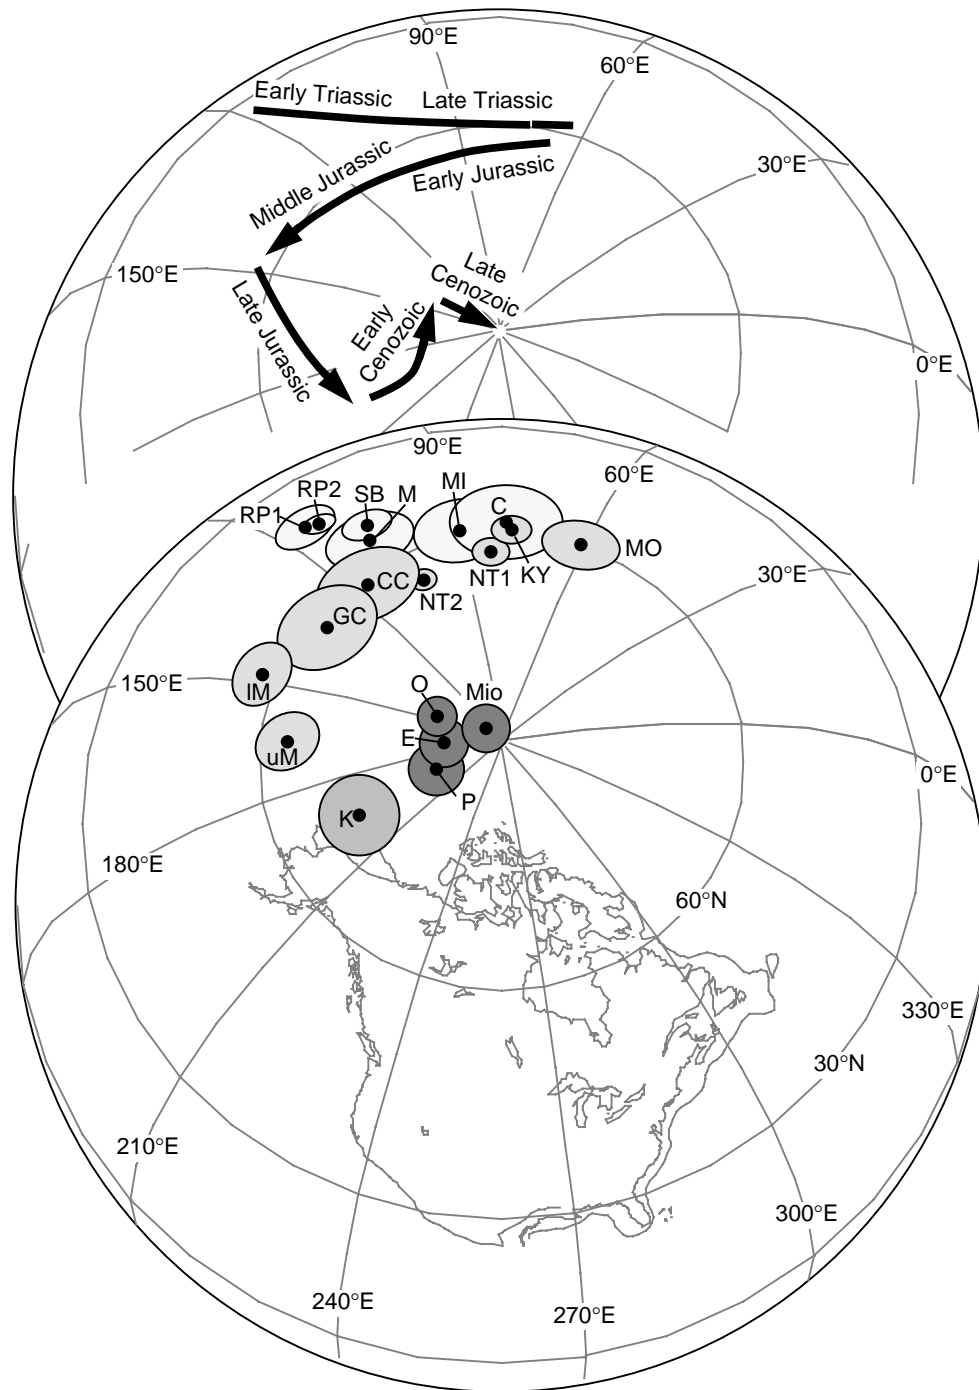 90°E
60°E
Early Triassic
Late Triassic
Middle Jurassic
Early Jurassic
30°E
150°E
Late Jurassic
Early
Cenozoic
Late
Cenozoic
0°E
90°E
60°E
RP1
RP2
SB
M
MI
C
MO
NT1
KY
CC
NT2
GC
30°E
150°E
lM
O
Mio
uM
E
P
0°E
K
180°E
60°N
330°E
30°N
210°E
300°E
240°E
270°E